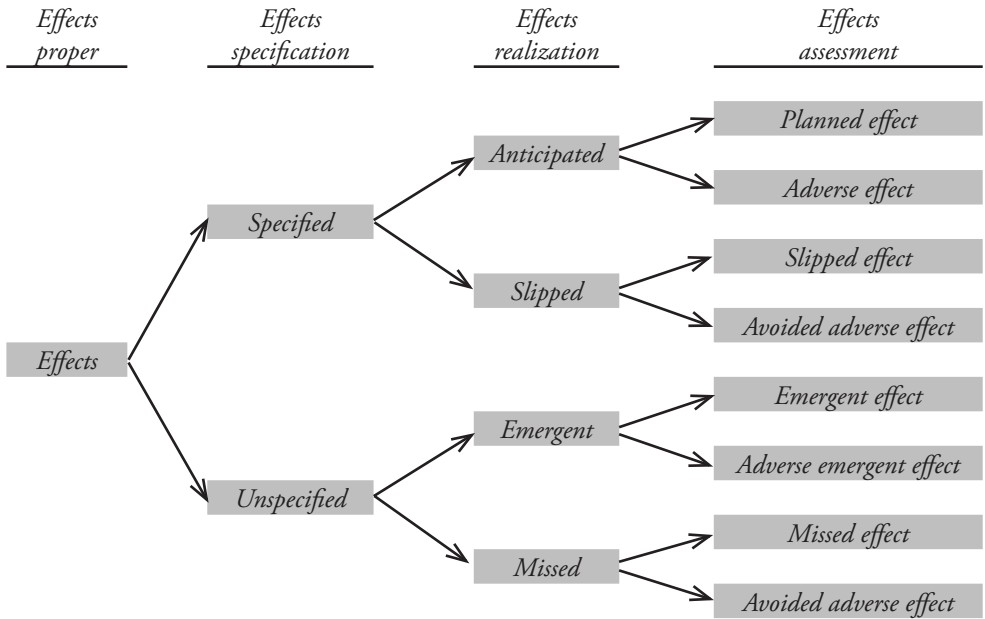 Effects
proper
Effects
specification
Effects
realization
Effects
assessment
Effects
Specified
Unspecified
Anticipated
Slipped
Emergent
Missed
Planned effect
Adverse effect
Slipped effect
Avoided adverse effect
Emergent effect
Adverse emergent effect
Missed effect
Avoided adverse effect